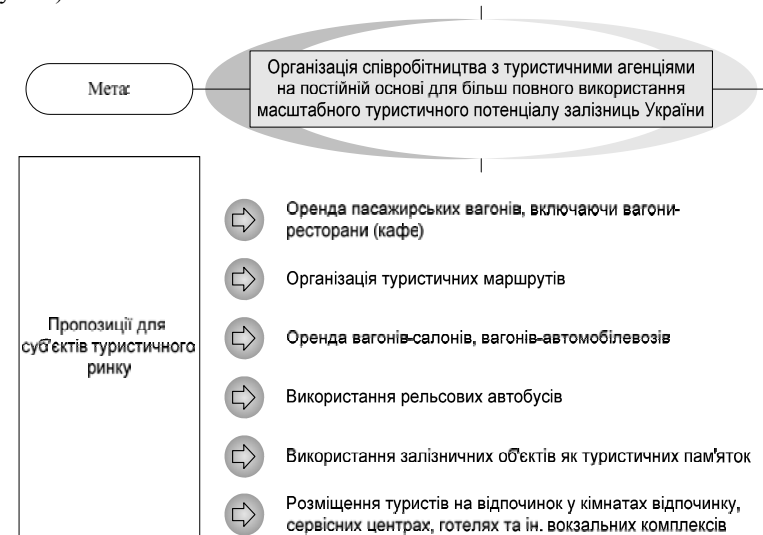 Мета:
Організація співробітництва з туристичними агенціями
на постійній основі для більш повного використання
масштабного туристичного потенціалу залізниць України
Пропозиції для
суб'єктів туристичного
ринку
Оренда пасажирських вагонів, включаючи вагони-
ресторани (кафе)
Організація туристичних маршрутів
Оренда вагонів-салонів, вагонів-автомобілевозів
Використання рельсових автобусів
Використання залізничних об'єктів як туристичних пам'яток
Розміщення туристів на відпочинок у кімнатах відпочинку,
сервісних центрах, готелях та ін. вокзальних комплексів